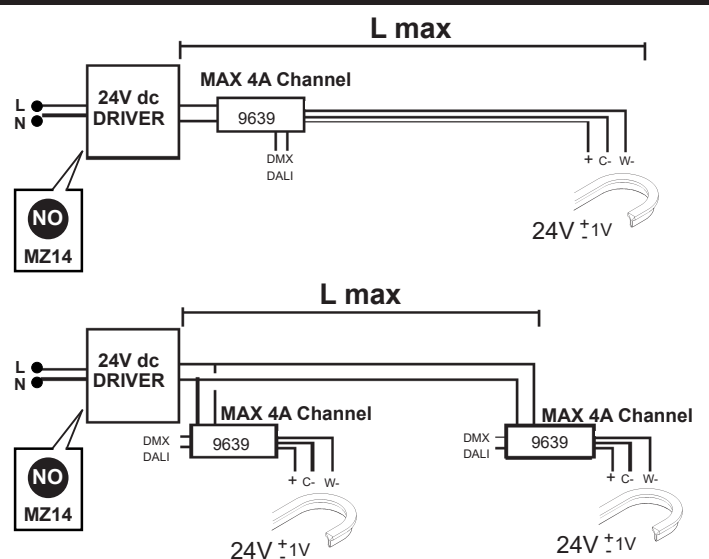 L max
MAX 4A Channel
24V dc
DRIVER
L
N
9639
DMX
DALI
+ C- W-
NO
MZ14
24V ±1V
L max
24V dc
DRIVER
L
N
MAX 4A Channel
MAX 4A Channel
DMX
DALI
9639
DMX
DALI
9639
+ C- W-
+ C- W-
NO
MZ14
24V ±1V
24V ±1V